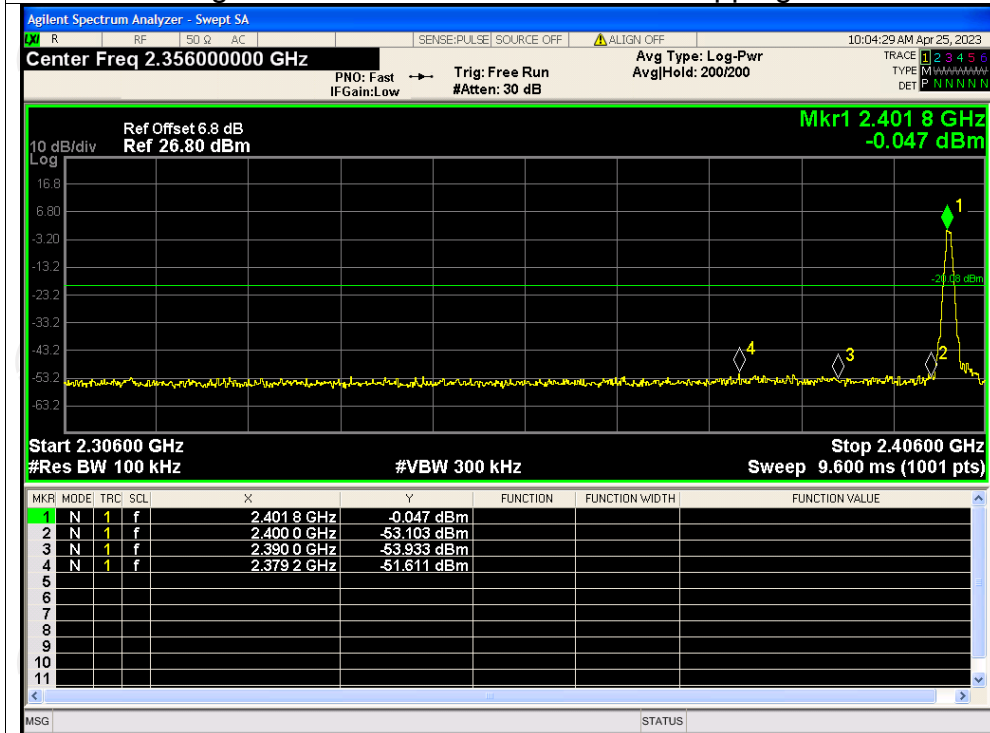 Agilent Spectrum Analyzer - Swept SA
LXI R RF 50 Ω AC SENSE:PULSE SOURCE OFF ALIGN OFF 10:04:29 AM Apr 25, 2023
Center Freq 2.356000000 GHz Avg Type: Log-Pwr TRACE 1 2 3 4 5 6
PNO: Fast Trig: Free Run Avg|Hold: 200/200 TYPE M
IFGain:Low #Atten: 30 dB DET P N N N N N
Mkr1 2.401 8 GHz
Ref Offset 6.8 dB
10 dB/div Ref 26.80 dBm -0.047 dBm
Log
16.8
6.80
1
-3.20
-13.2
-20.08 dBm
-23.2
-33.2
-43.2
4
3
2
-53.2
-63.2
Start 2.30600 GHz Stop 2.40600 GHz
#Res BW 100 kHz #VBW 300 kHz Sweep 9.600 ms (1001 pts)
MKR MODE TRC SCL X Y FUNCTION FUNCTION WIDTH FUNCTION VALUE
1 N 1 f 2.401 8 GHz -0.047 dBm
2 N 1 f 2.400 0 GHz -53.103 dBm
3 N 1 f 2.390 0 GHz -53.933 dBm
4 N 1 f 2.379 2 GHz -51.611 dBm
5
6
7
8
9
10
11
MSG STATUS